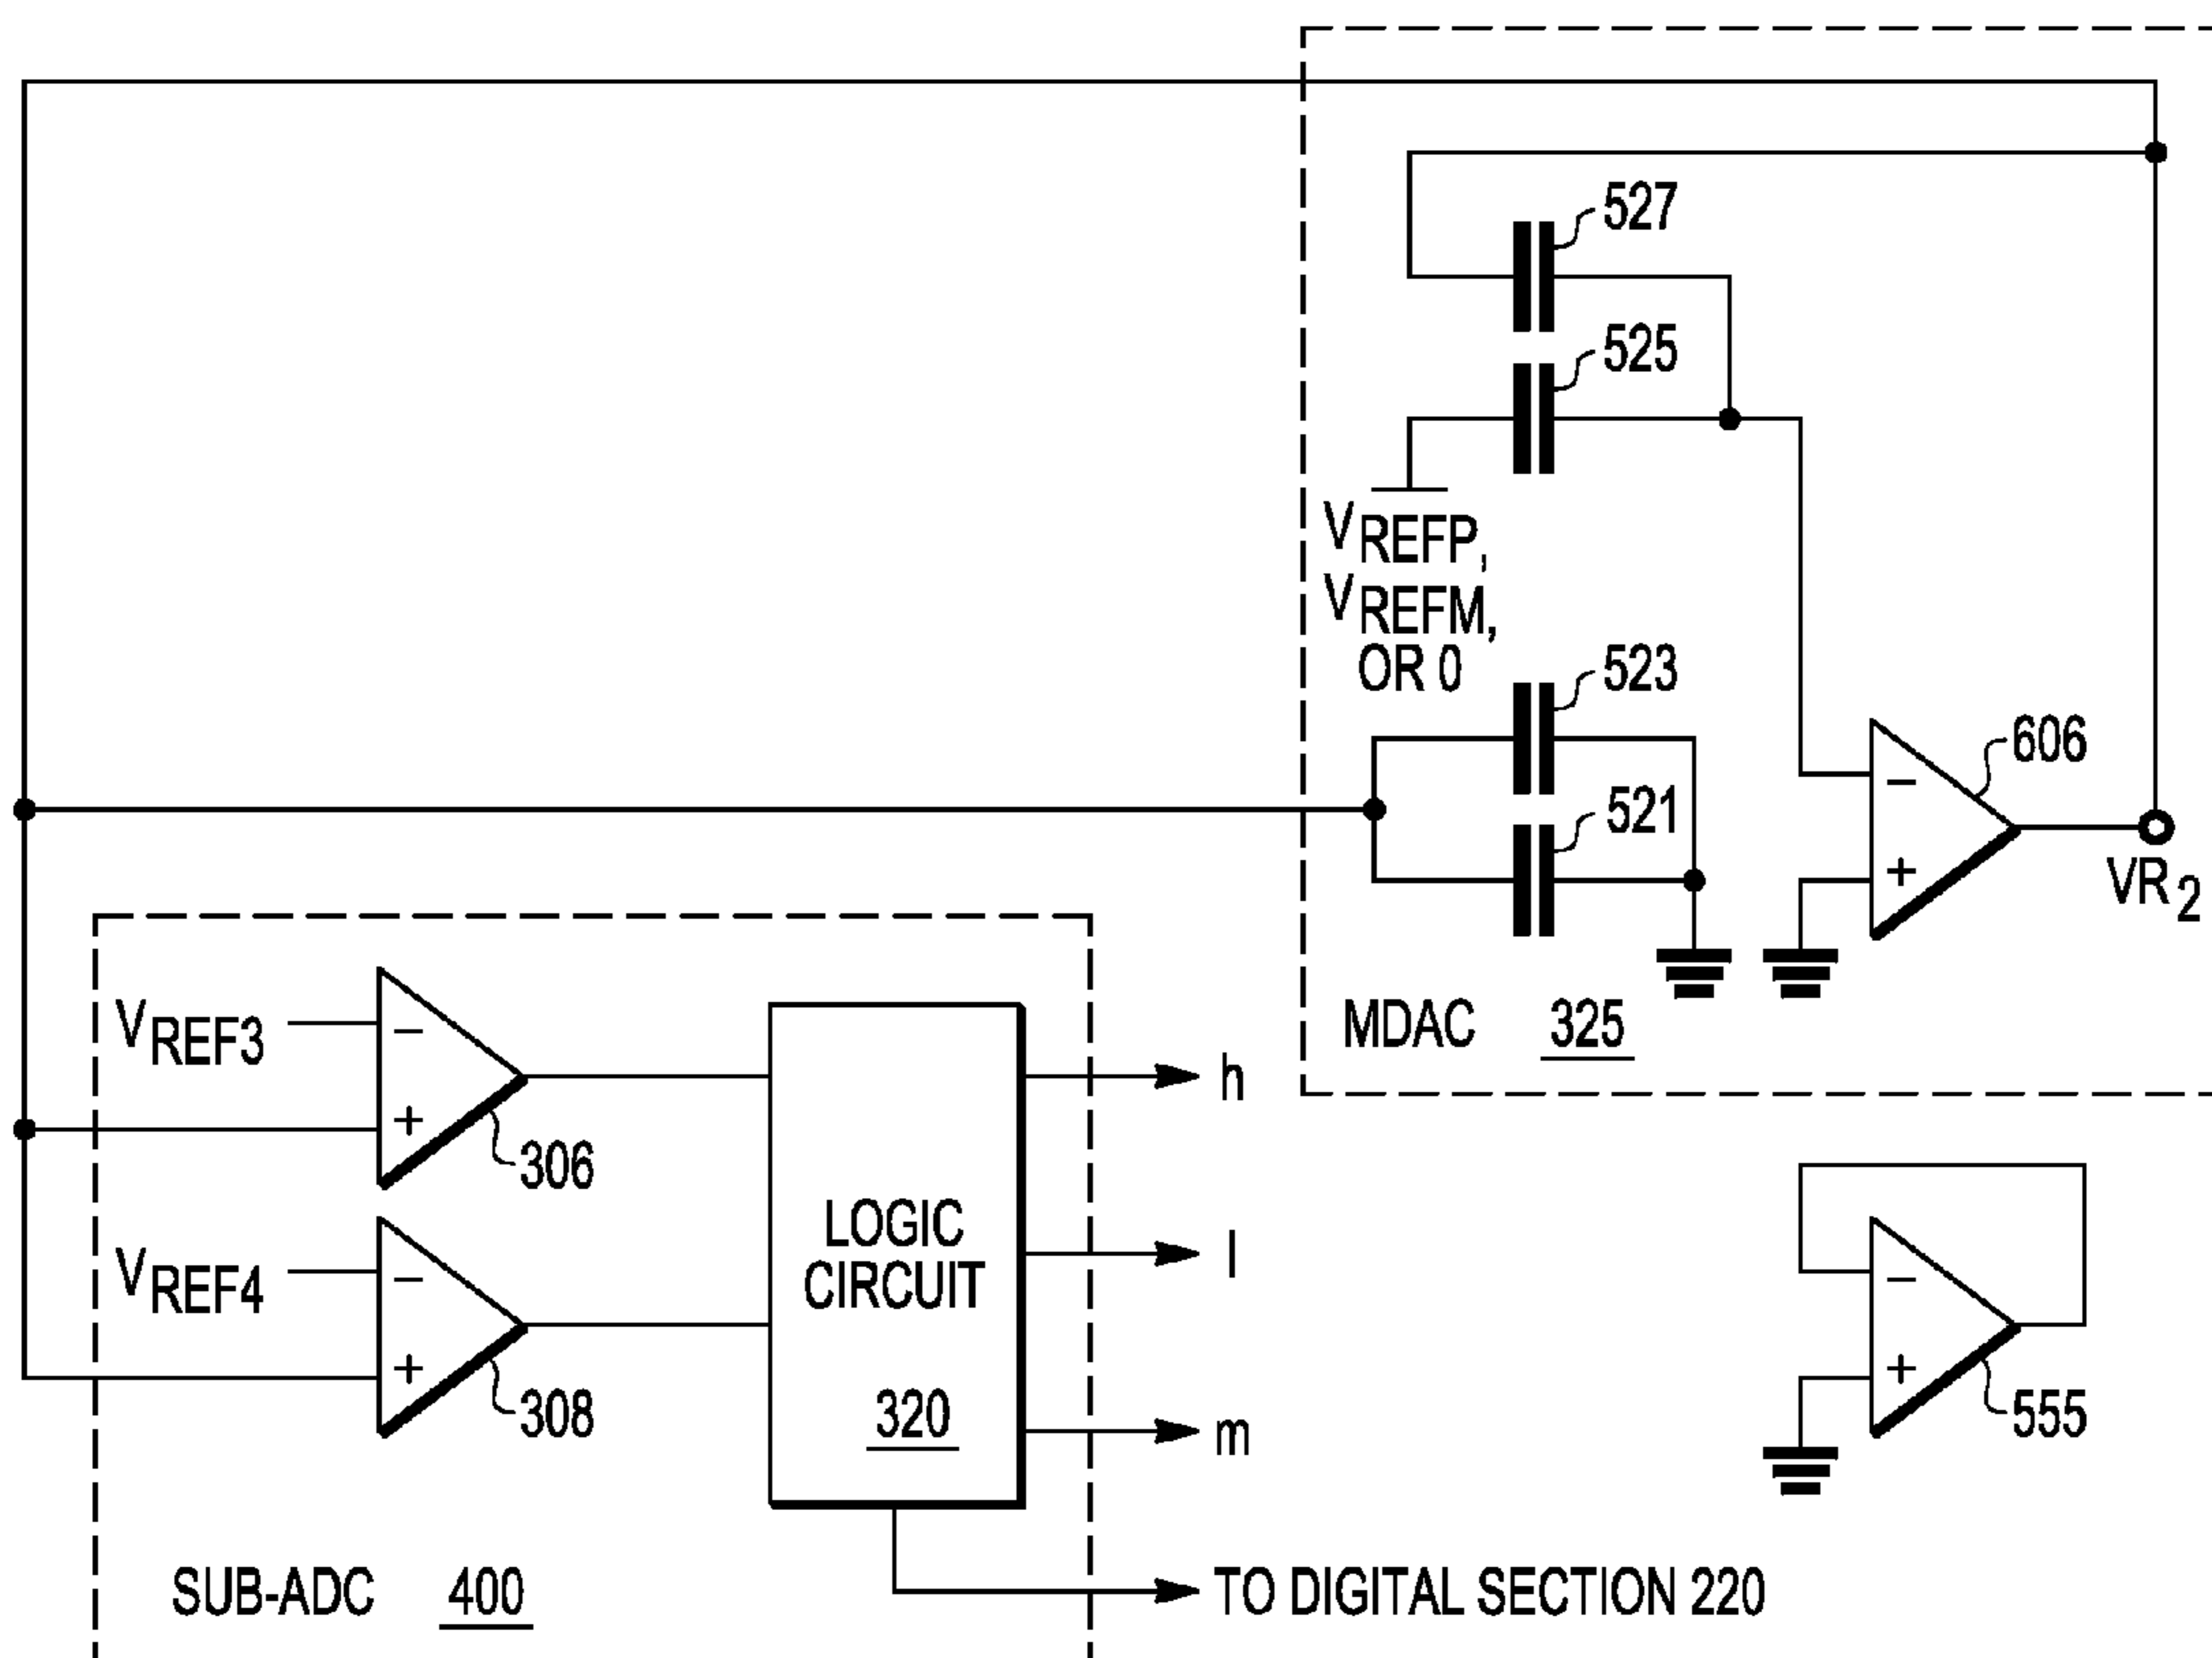 527
525
VREFP,
VREFM,
OR 0
523
521
606
−
+
VR2
MDAC 325
VREF3
−
+
306
VREF4
−
+
308
LOGIC
CIRCUIT
320
h
l
m
−
+
555
SUB-ADC 400
TO DIGITAL SECTION 220